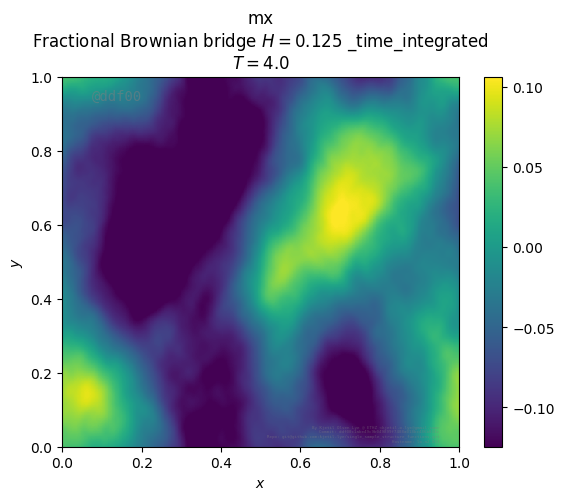 mx
Fractional Brownian bridge H = 0.125 _time_integrated
T = 4.0
1.0
0.8
0.6
0.4
0.2
0.0
y
0.0 0.2 0.4 0.6 0.8 1.0
x
0.10
0.05
0.00
−0.05
−0.10